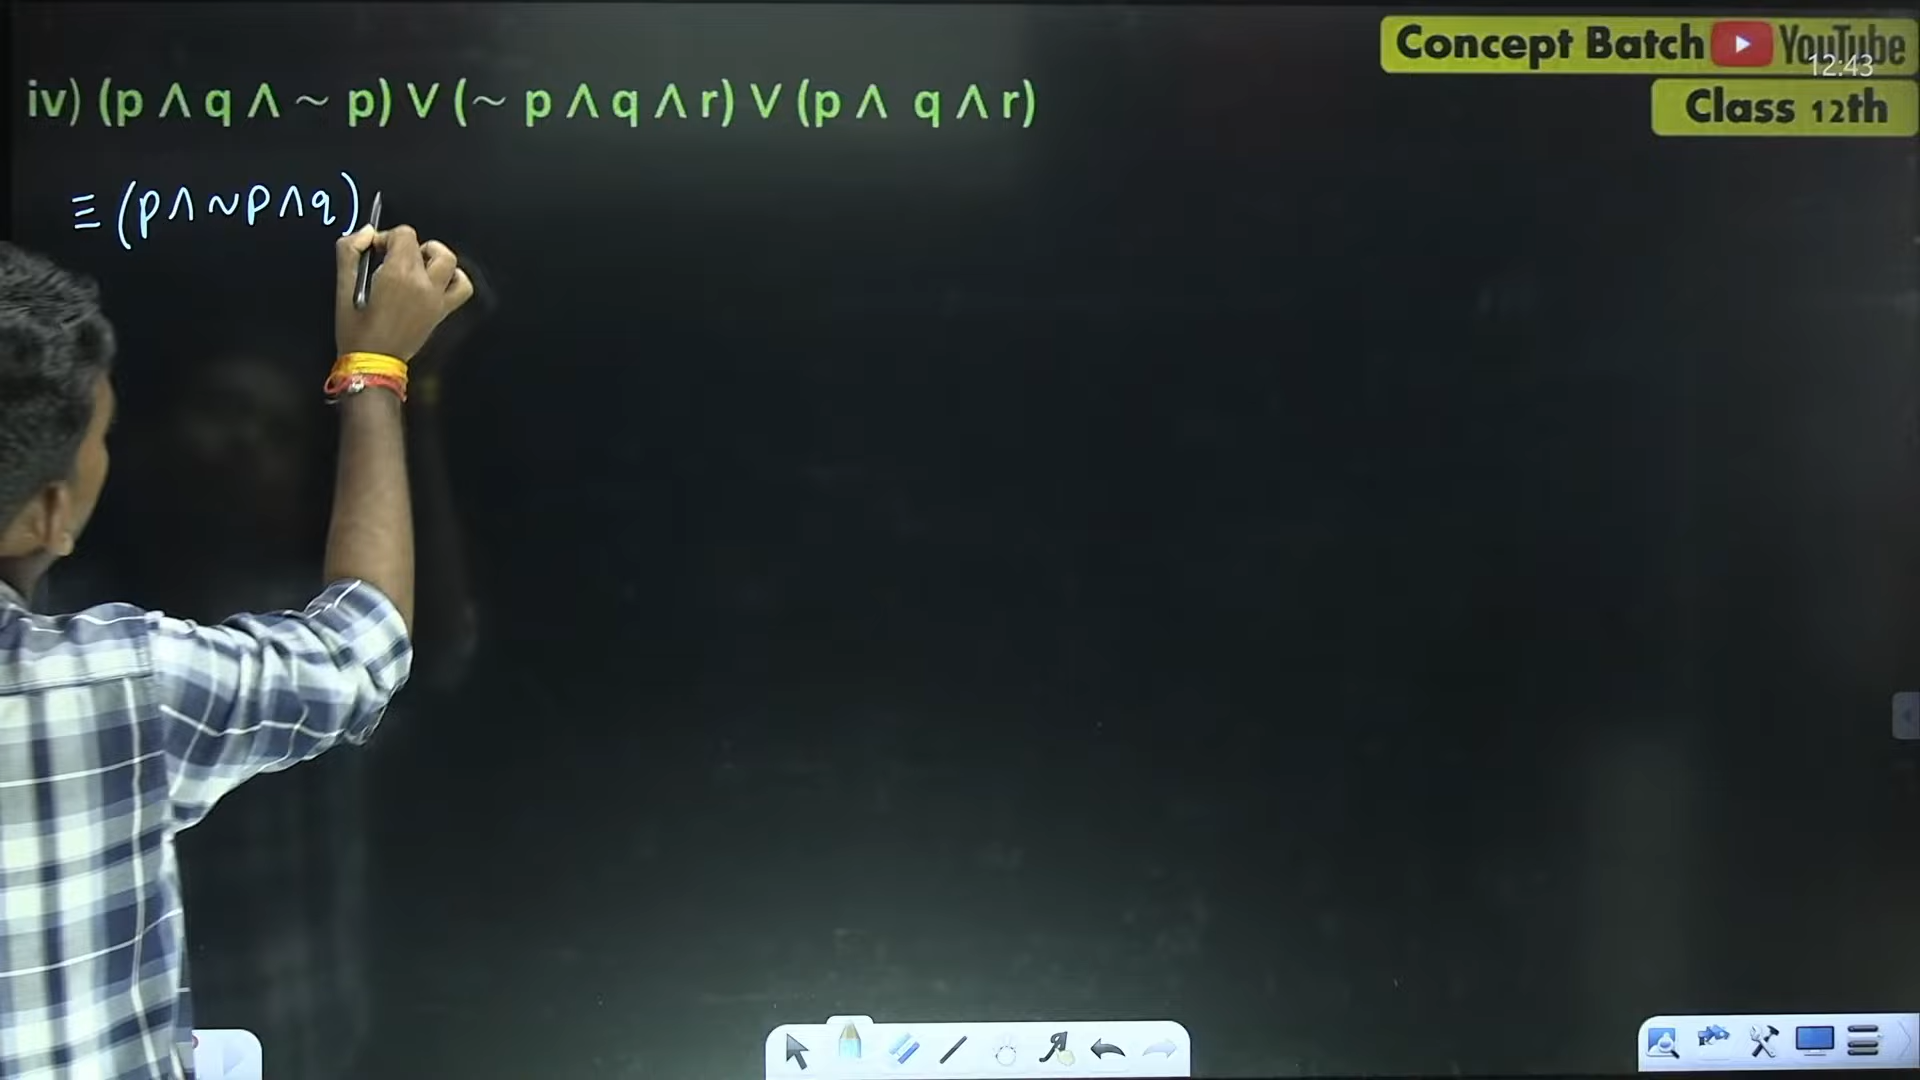 Concept Batch YouTube
12:43
Class 12th
iv) (p ∧ q ∧ ~ p) ∨ (~ p ∧ q ∧ r) ∨ (p ∧ q ∧ r)
≡ (p ∧ ~p ∧ q)